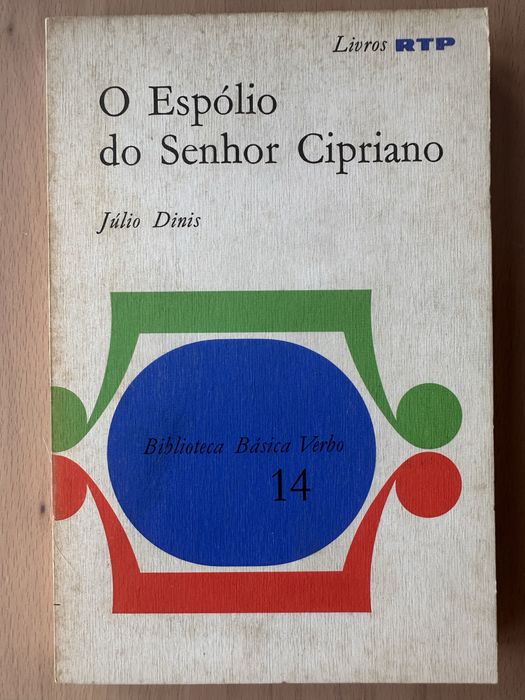 Livros RTP
O Espólio
do Senhor Cipriano
Júlio Dinis
Biblioteca Básica Verbo
14